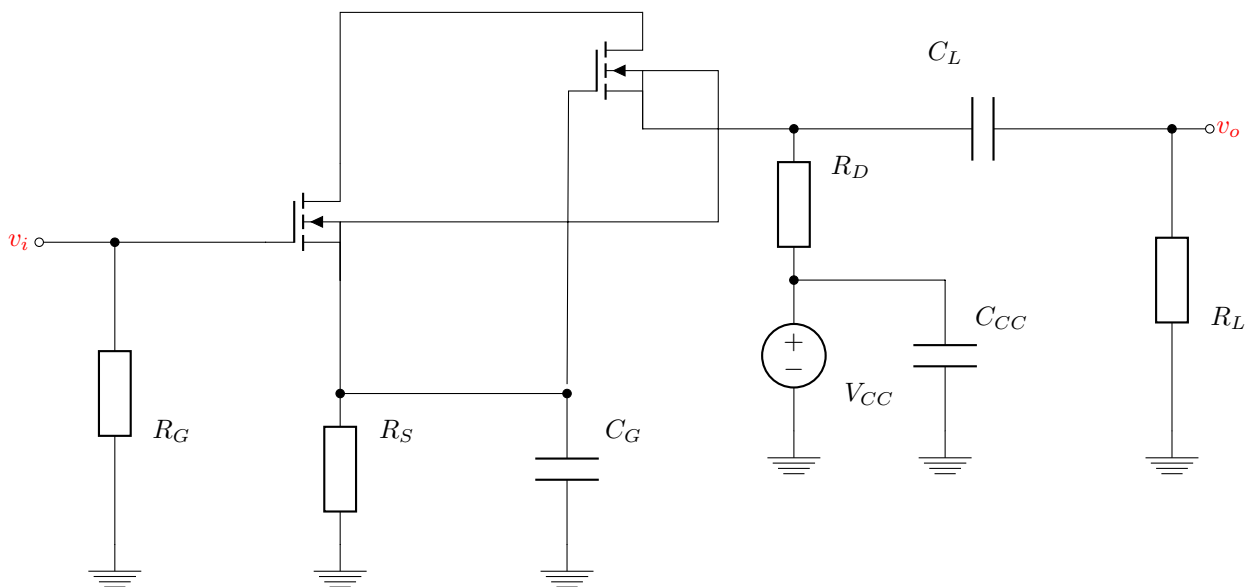 C_L
R_D
v_o
v_i
C_CC
R_L
+
−
V_CC
R_G
R_S
C_G